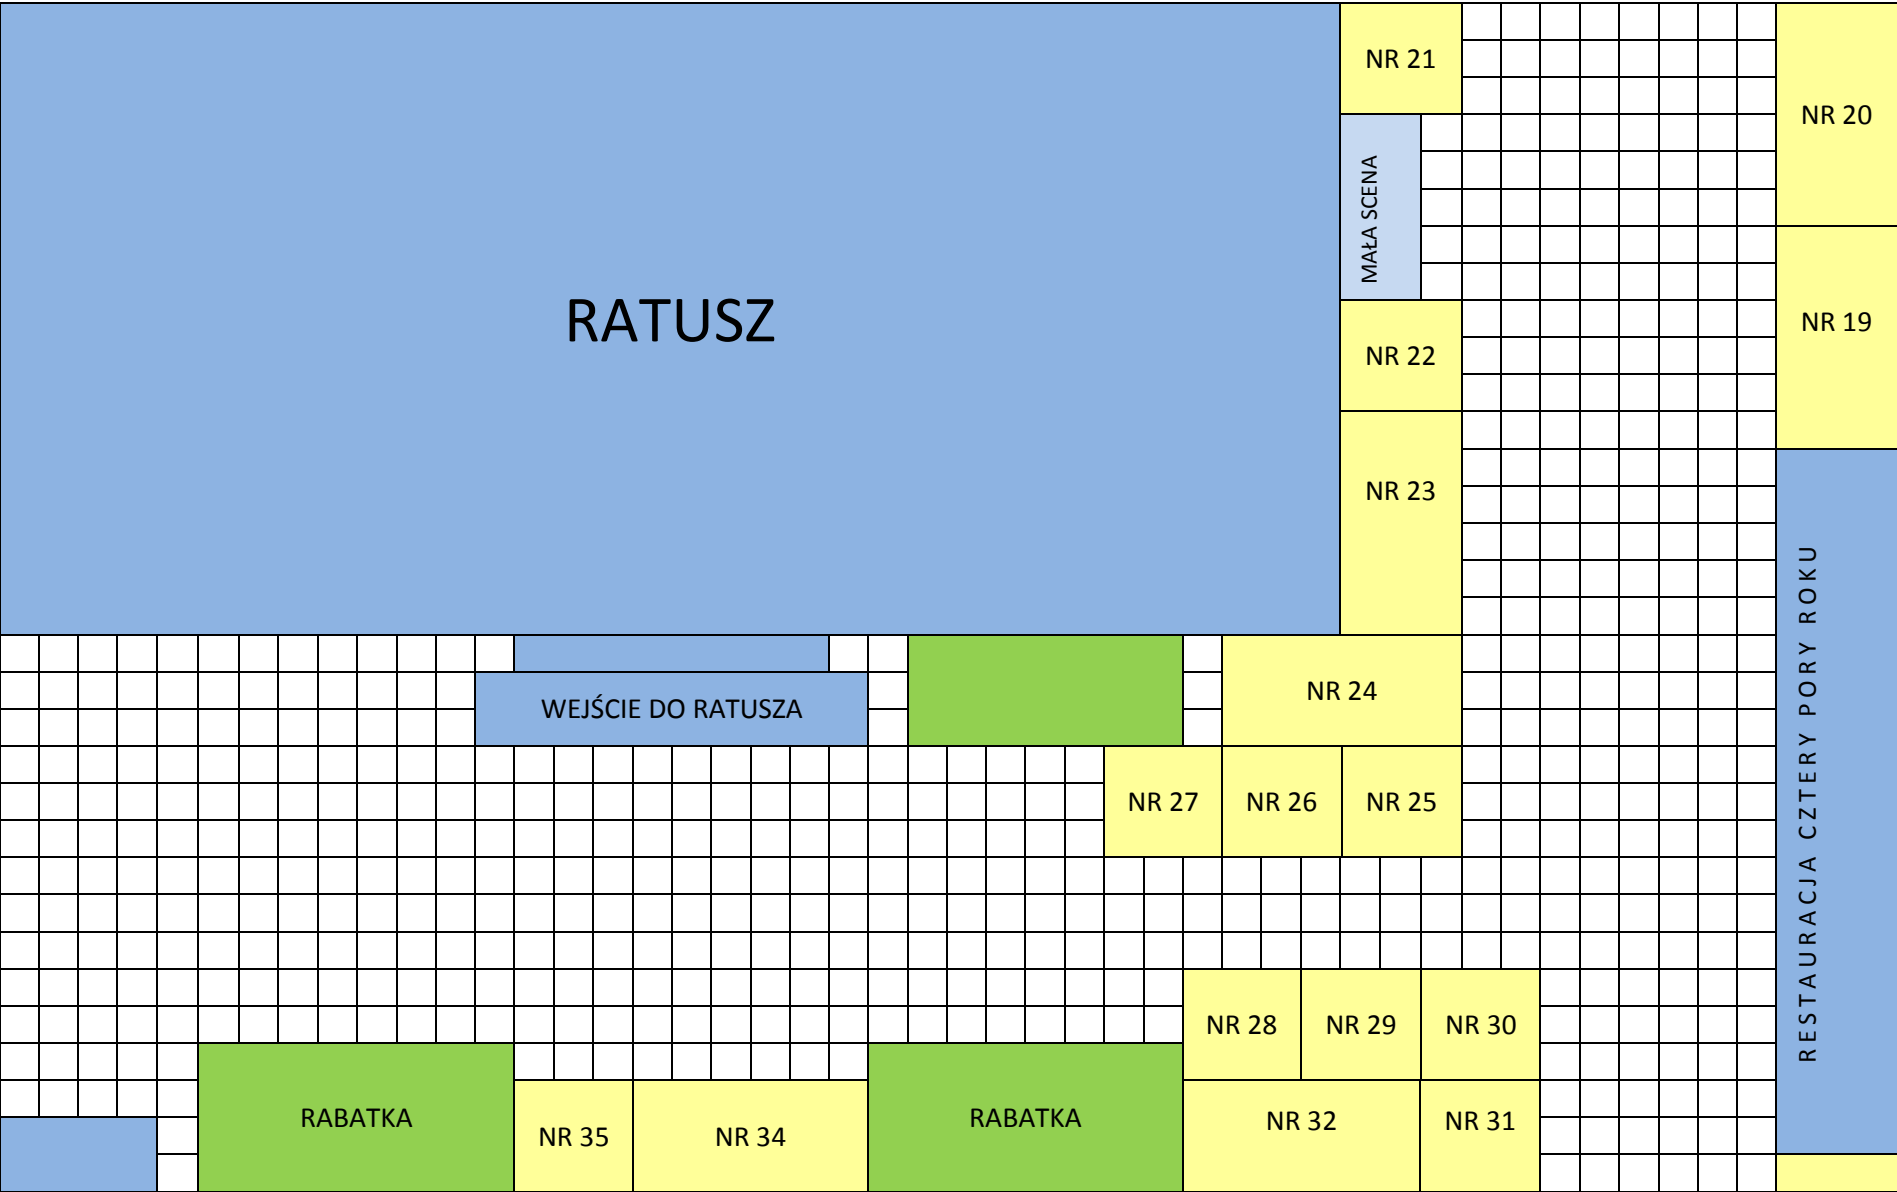 NR 21
NR 20
MAŁA SCENA
RATUSZ
NR 19
NR 22
NR 23
RESTAURACJA CZTERY PORY ROKU
WEJŚCIE DO RATUSZA
NR 24
NR 27
NR 26
NR 25
NR 28
NR 29
NR 30
RABATKA
NR 35
NR 34
RABATKA
NR 32
NR 31